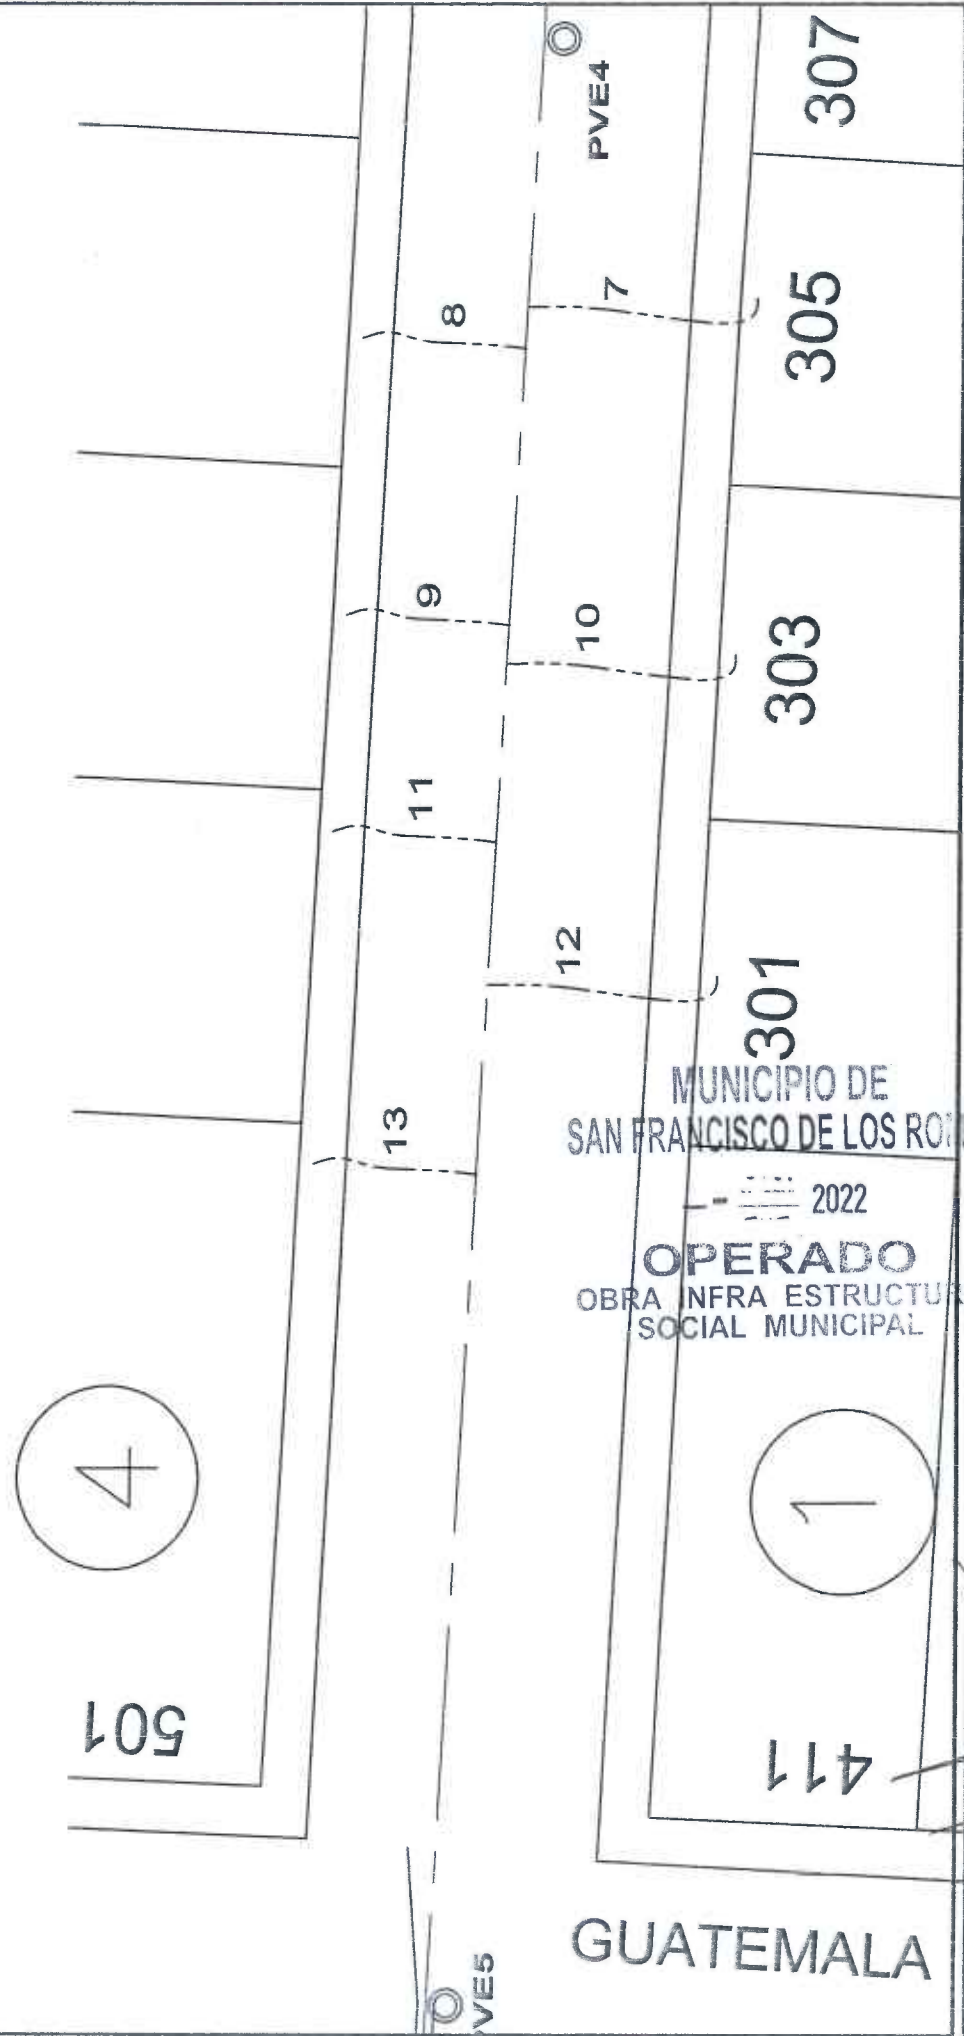 307
PVE4
305
7
8
9
10
303
11
12
301
13
MUNICIPIO DE
SAN FRANCISCO DE LOS RO
2022
OPERADO
OBRA INFRA ESTRUCTUR
SOCIAL MUNICIPAL
4
1
501
411
GUATEMALA
VE5